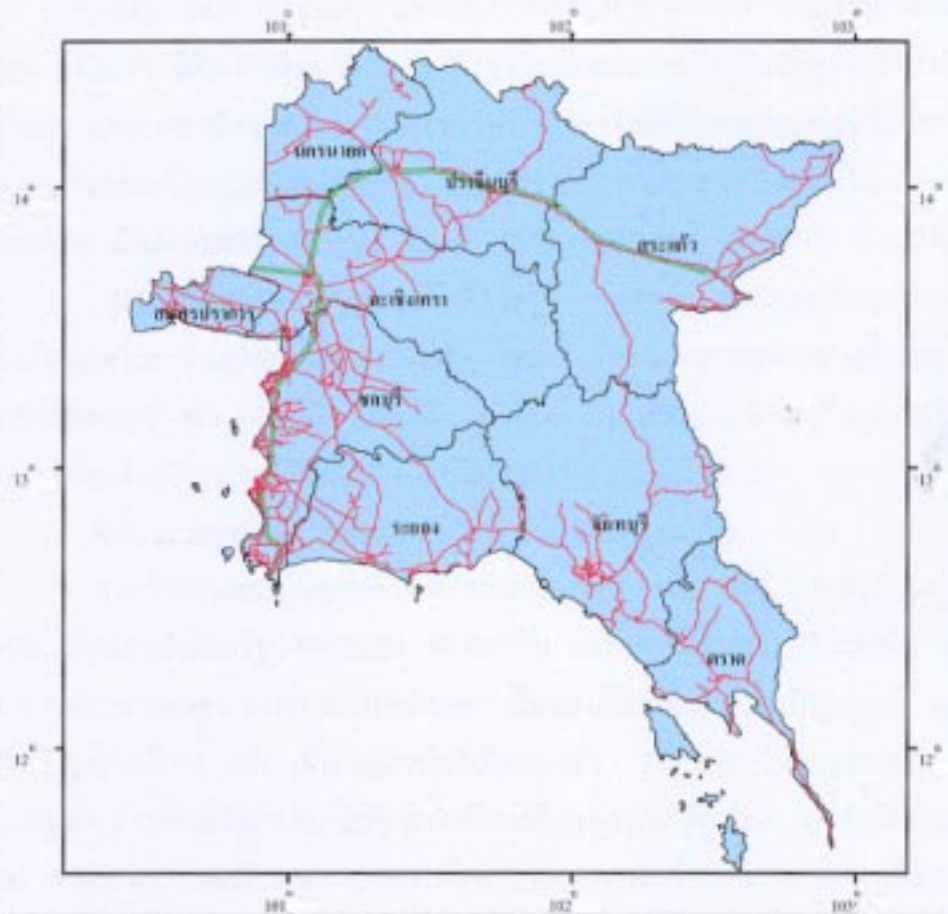 101°
102°
103°
นครนายก
ปราจีนบุรี
14°
14°
สระแก้ว
ฉะเชิงเทรา
สมุทรปราการ
ชลบุรี
13°
13°
ระยอง
จันทบุรี
ตราด
12°
12°
101°
102°
103°